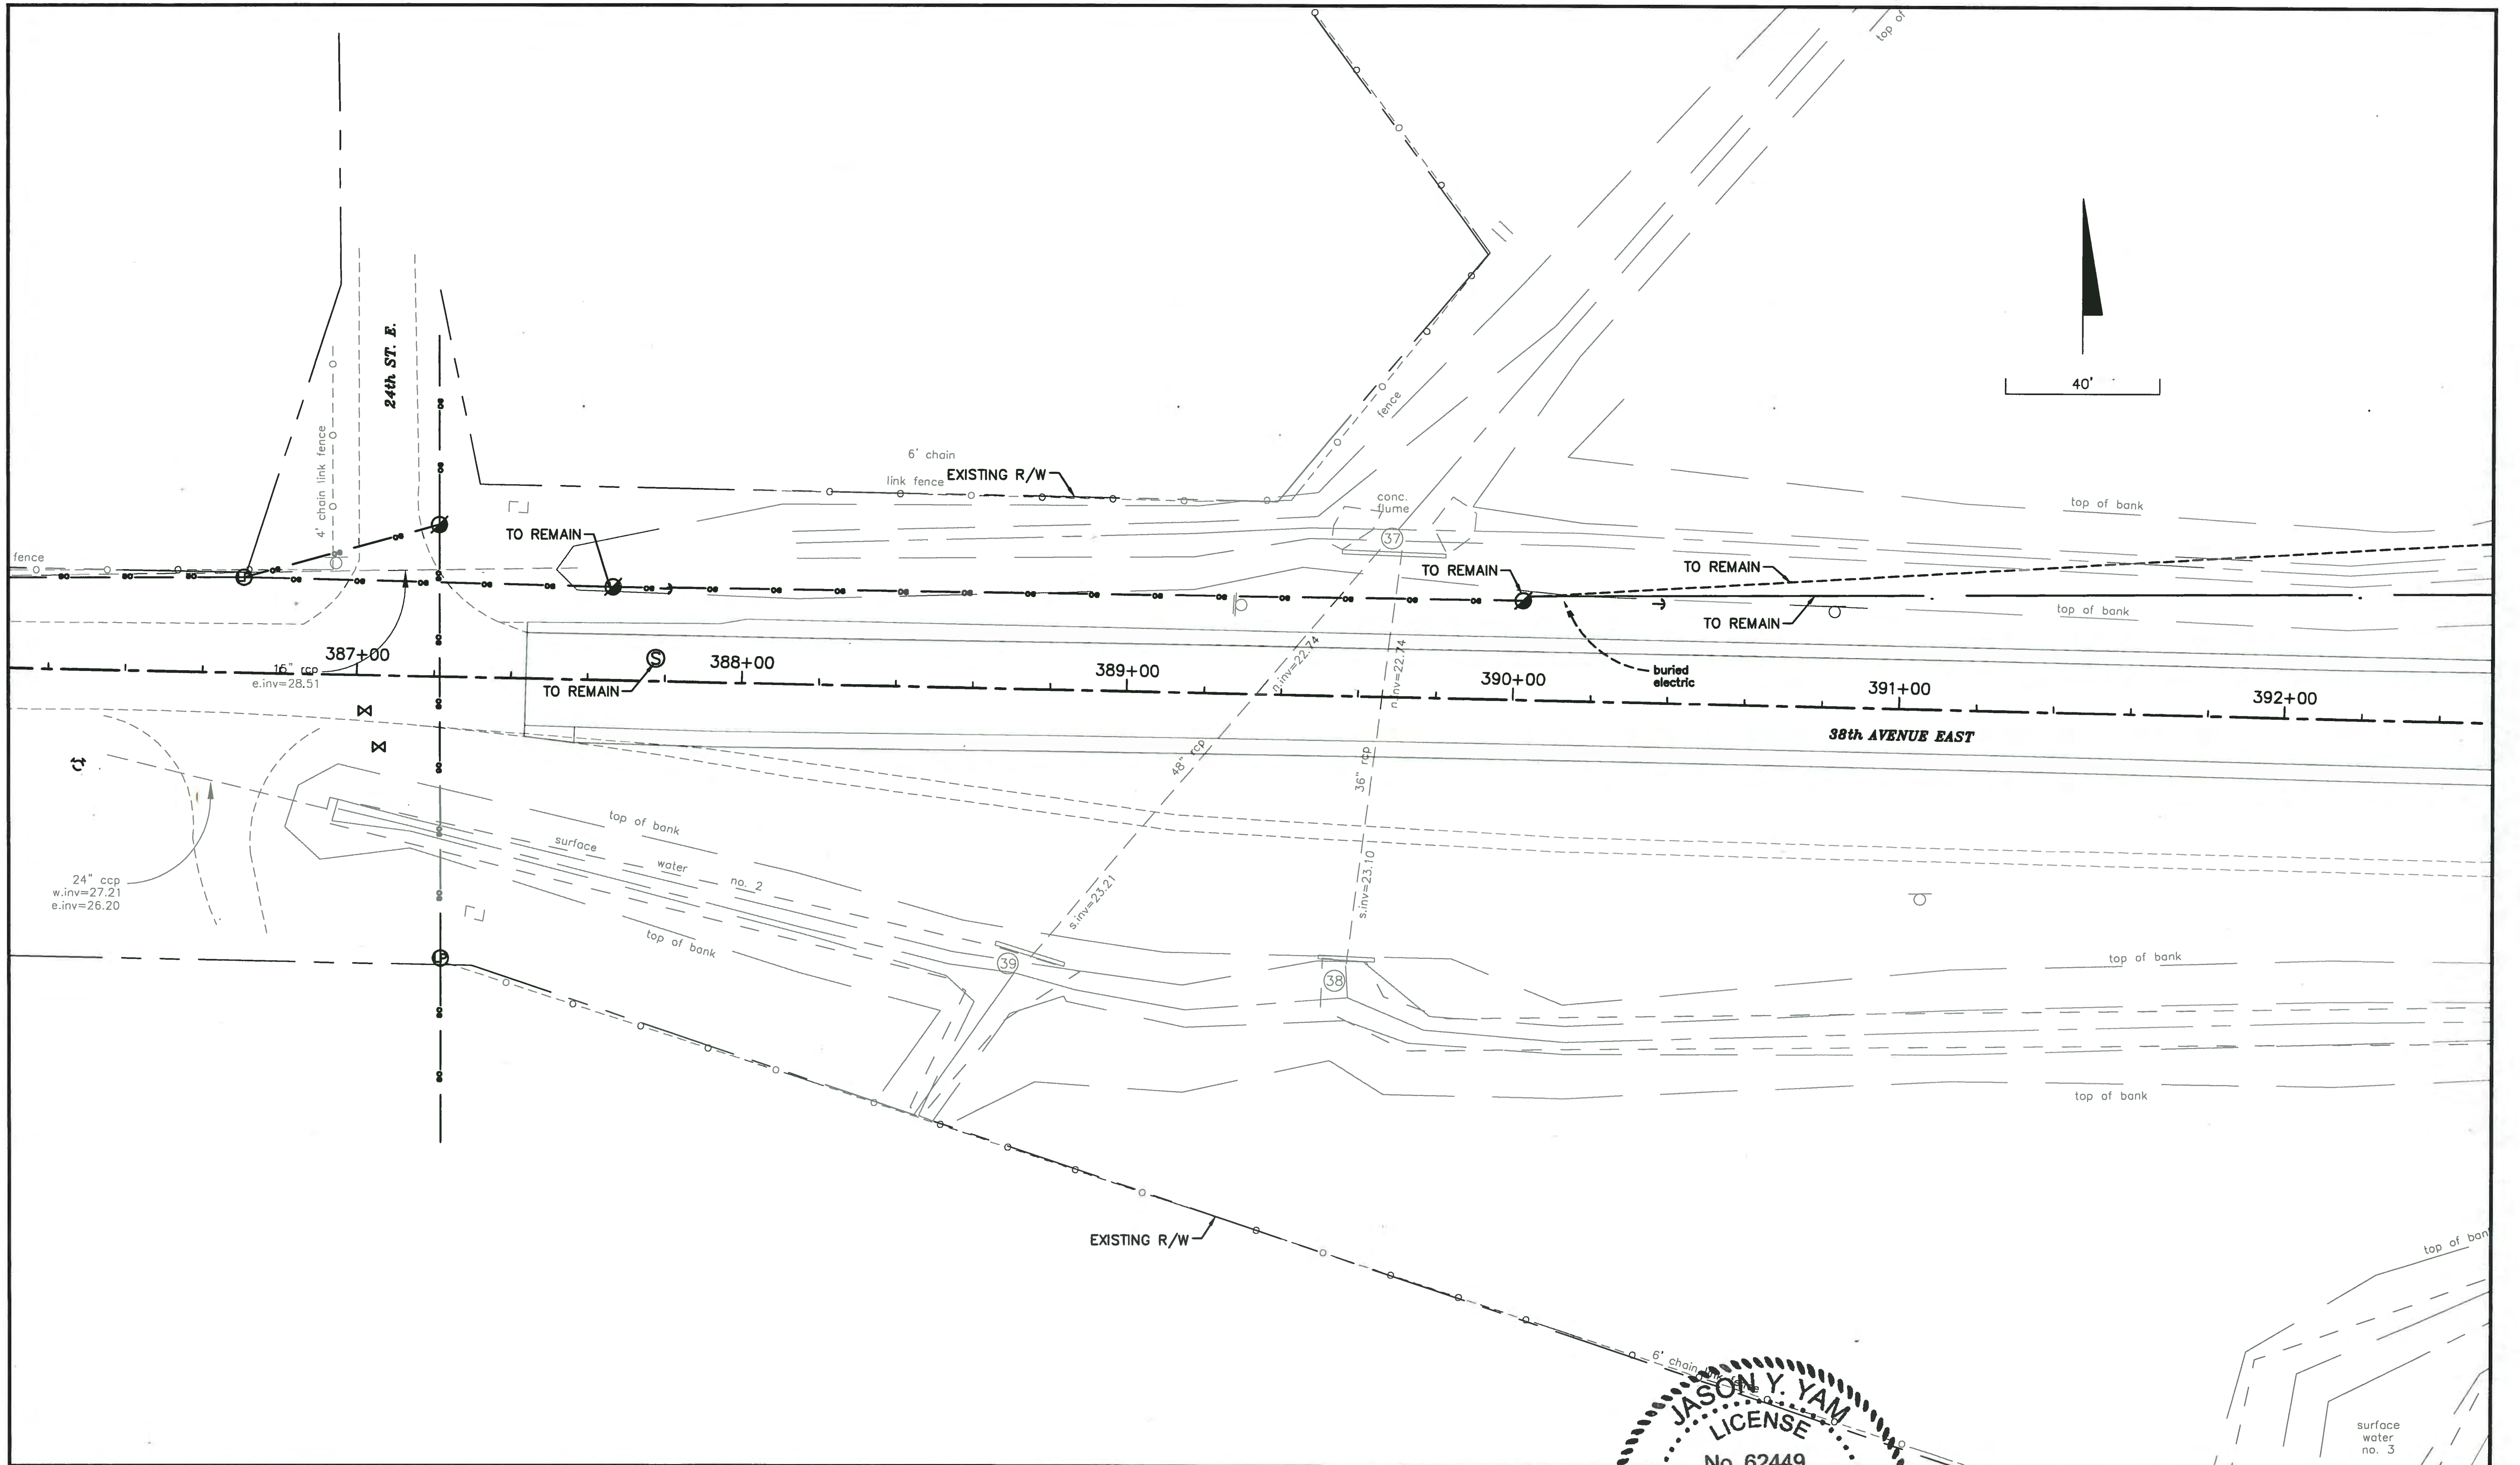 top of
24th ST. E.
4' chain link fence
fence
40'
6' chain
link fence
EXISTING R/W
fence
conc.
flume
37
top of bank
TO REMAIN
TO REMAIN
TO REMAIN
TO REMAIN
top of bank
buried
electric
387+00
388+00
389+00
390+00
391+00
392+00
15" rcp
e.inv=28.51
S
TO REMAIN
n.inv=22.74
n.inv=22.74
38th AVENUE EAST
48" rcp
36" rcp
s.inv=23.21
s.inv=23.10
24" ccp
w.inv=27.21
e.inv=26.20
top of bank
surface water no. 2
top of bank
LP
39
38
top of bank
top of bank
EXISTING R/W
top of ban
6' chain link fence
JASON Y. YAM
LICENSE
No. 62449
surface
water
no. 3